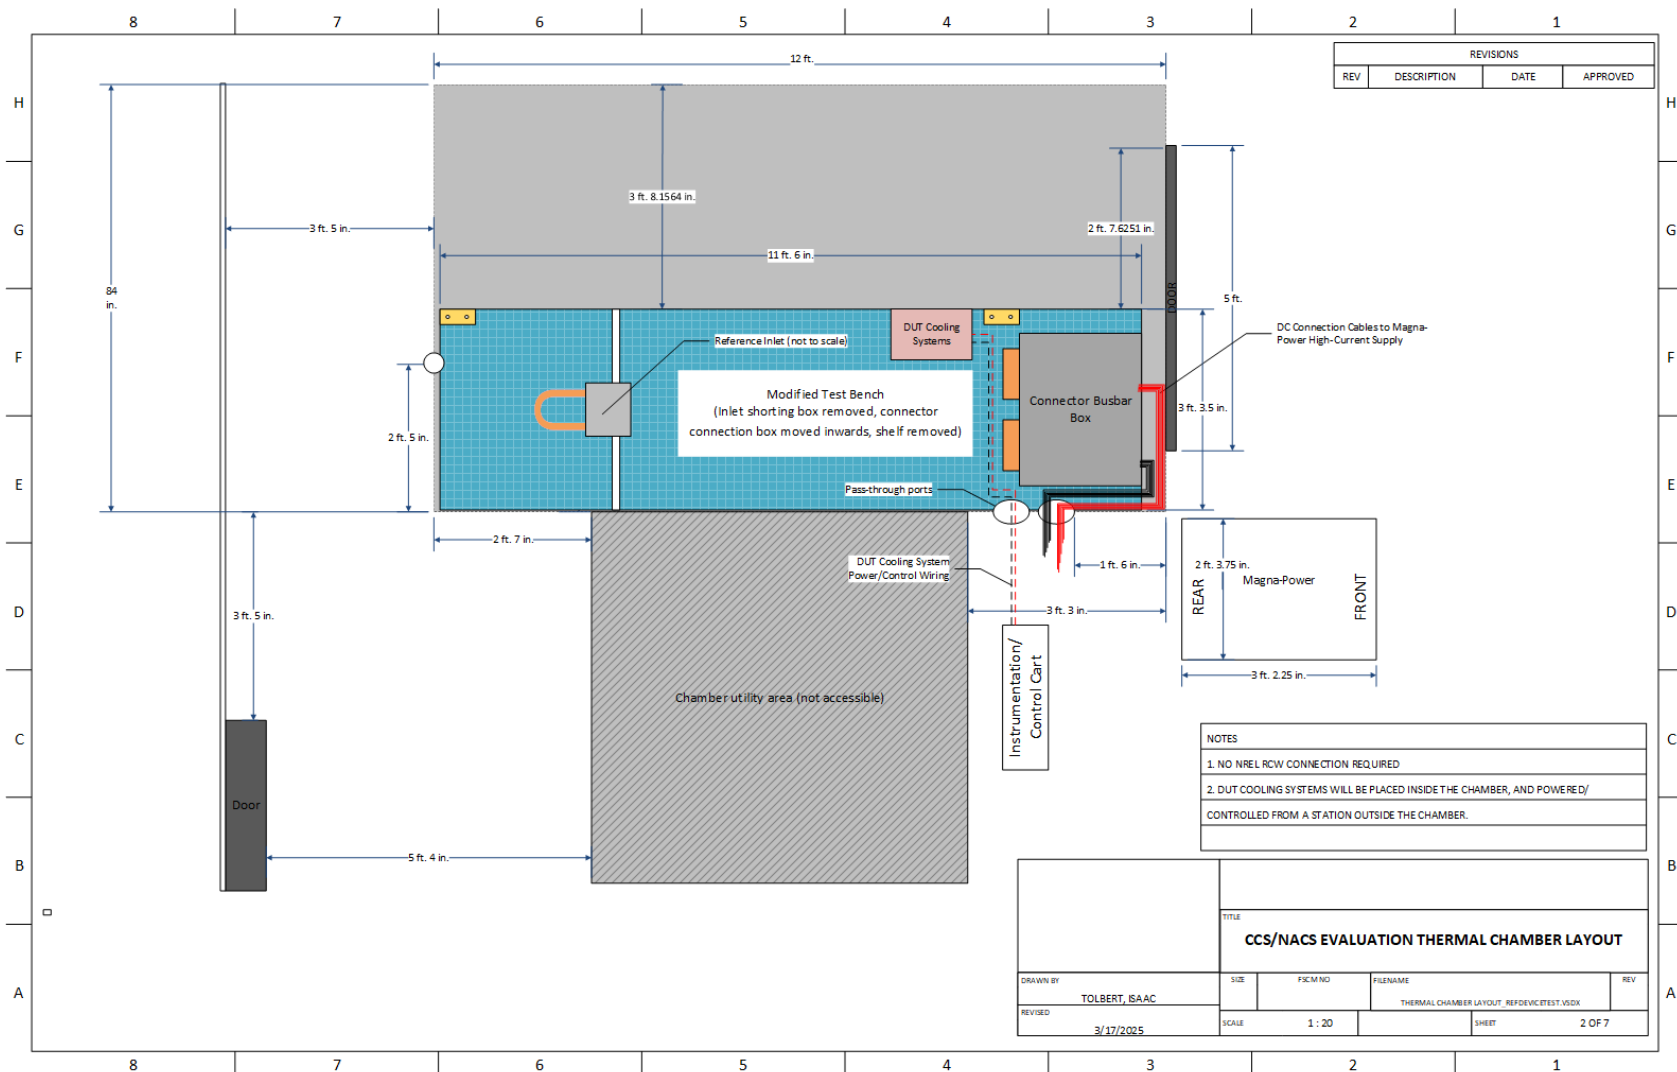 8 7 6 5 4 3 2 1
12 ft.
REVISIONS
REV DESCRIPTION DATE APPROVED
H H
3 ft. 8.1564 in.
3 ft. 5 in.
2 ft. 7.6251 in.
G G
11 ft. 6 in.
84
in.
DOOR
5 ft.
DUT Cooling
Systems
DC Connection Cables to Magna-
Power High-Current Supply
Reference Inlet (not to scale)
F F
Modified Test Bench
(Inlet shorting box removed, connector
connection box moved inwards, shelf removed)
Connector Busbar
Box
3 ft. 3.5 in.
2 ft. 5 in.
E E
Pass-through ports
2 ft. 7 in.
DUT Cooling System
Power/Control Wiring
1 ft. 6 in.
2 ft. 3.75 in.
REAR
Magna-Power
FRONT
3 ft. 5 in.
3 ft. 3 in.
D D
3 ft. 2.25 in.
Instrumentation/
Control Cart
Chamber utility area (not accessible)
C C
NOTES
1. NO NREL RCW CONNECTION REQUIRED
2. DUT COOLING SYSTEMS WILL BE PLACED INSIDE THE CHAMBER, AND POWERED/
CONTROLLED FROM A STATION OUTSIDE THE CHAMBER.
Door
5 ft. 4 in.
B B
TITLE
CCS/NACS EVALUATION THERMAL CHAMBER LAYOUT
A A
DRAWN BY
TOLBERT, ISAAC
SIZE FSCM NO FILENAME REV
THERMAL CHAMBER LAYOUT_REFDEVICETEST.VSDX
REVISED
3/17/2025
SCALE 1 : 20 SHEET 2 OF 7
8 7 6 5 4 3 2 1